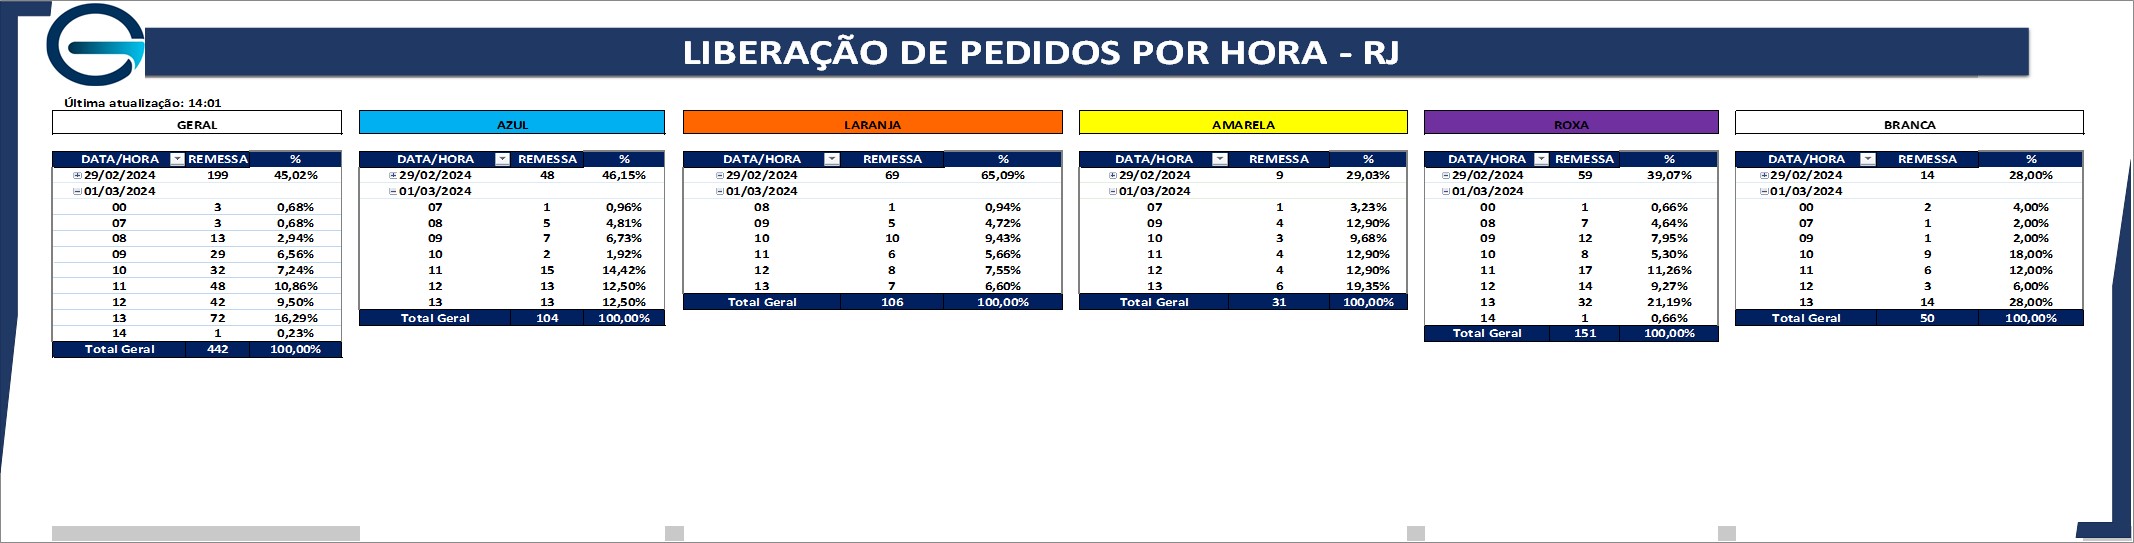 LIBERAÇÃO DE PEDIDOS POR HORA - RJ
Última atualização: 14:01
GERAL
DATA/HORA REMESSA %
29/02/2024 199 45,02%
01/03/2024
00 3 0,68%
07 3 0,68%
08 13 2,94%
09 29 6,56%
10 32 7,24%
11 48 10,86%
12 42 9,50%
13 72 16,29%
14 1 0,23%
Total Geral 442 100,00%
AZUL
DATA/HORA REMESSA %
29/02/2024 48 46,15%
01/03/2024
07 1 0,96%
08 5 4,81%
09 7 6,73%
10 2 1,92%
11 15 14,42%
12 13 12,50%
13 13 12,50%
Total Geral 104 100,00%
LARANJA
DATA/HORA REMESSA %
29/02/2024 69 65,09%
01/03/2024
08 1 0,94%
09 5 4,72%
10 10 9,43%
11 6 5,66%
12 8 7,55%
13 7 6,60%
Total Geral 106 100,00%
AMARELA
DATA/HORA REMESSA %
29/02/2024 9 29,03%
01/03/2024
07 1 3,23%
09 4 12,90%
10 3 9,68%
11 4 12,90%
12 4 12,90%
13 6 19,35%
Total Geral 31 100,00%
ROXA
DATA/HORA REMESSA %
29/02/2024 59 39,07%
01/03/2024
00 1 0,66%
08 7 4,64%
09 12 7,95%
10 8 5,30%
11 17 11,26%
12 14 9,27%
13 32 21,19%
14 1 0,66%
Total Geral 151 100,00%
BRANCA
DATA/HORA REMESSA %
29/02/2024 14 28,00%
01/03/2024
00 2 4,00%
07 1 2,00%
09 1 2,00%
10 9 18,00%
11 6 12,00%
12 3 6,00%
13 14 28,00%
Total Geral 50 100,00%